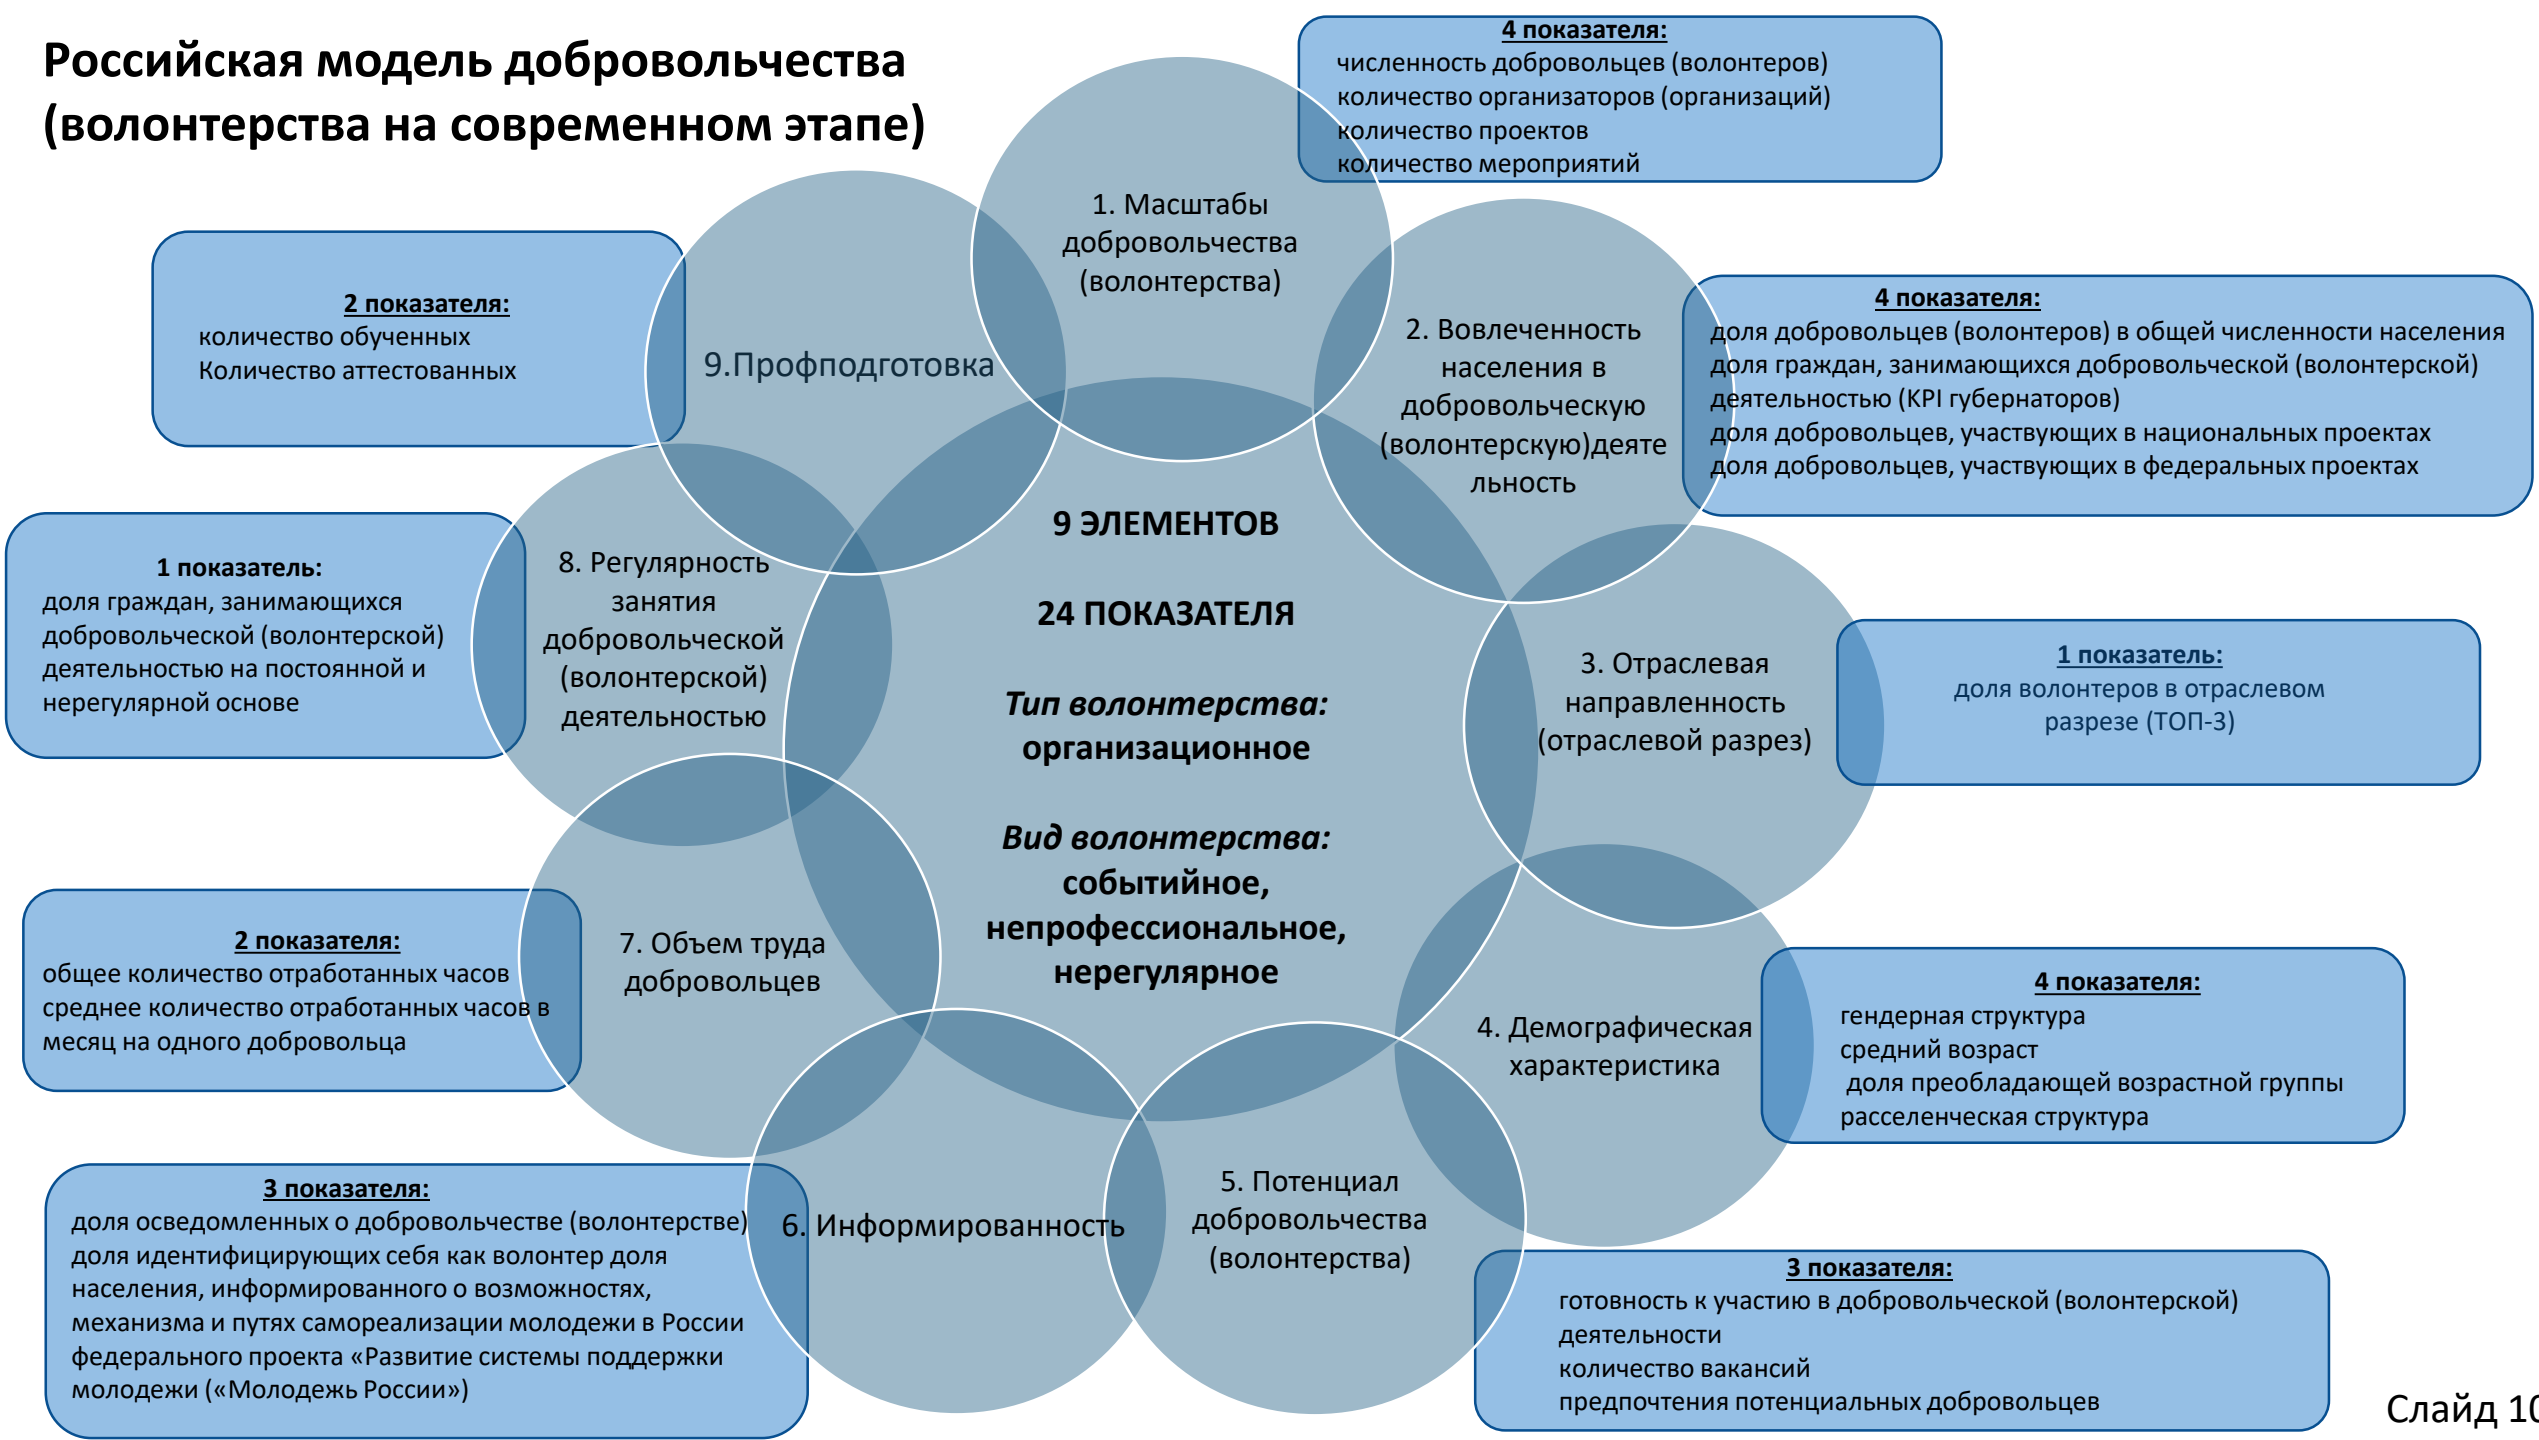 Российская модель добровольчества
(волонтерства на современном этапе)
4 показателя:
численность добровольцев (волонтеров)
количество организаторов (организаций)
количество проектов
количество мероприятий
1. Масштабы
добровольчества
(волонтерства)
4 показателя:
доля добровольцев (волонтеров) в общей численности населения
доля граждан, занимающихся добровольческой (волонтерской)
деятельностью (KPI губернаторов)
доля добровольцев, участвующих в национальных проектах
доля добровольцев, участвующих в федеральных проектах
2. Вовлеченность
населения в
добровольческую
(волонтерскую)деяте
льность
1 показатель:
доля волонтеров в отраслевом
разрезе (ТОП-3)
3. Отраслевая
направленность
(отраслевой разрез)
4 показателя:
гендерная структура
средний возраст
доля преобладающей возрастной группы
расселенческая структура
4. Демографическая
характеристика
3 показателя:
готовность к участию в добровольческой (волонтерской)
деятельности
количество вакансий
предпочтения потенциальных добровольцев
5. Потенциал
добровольчества
(волонтерства)
3 показателя:
доля осведомленных о добровольчестве (волонтерстве)
доля идентифицирующих себя как волонтер доля
населения, информированного о возможностях,
механизма и путях самореализации молодежи в России
федерального проекта «Развитие системы поддержки
молодежи («Молодежь России»)
6. Информированность
2 показателя:
общее количество отработанных часов
среднее количество отработанных часов в
месяц на одного добровольца
7. Объем труда
добровольцев
1 показатель:
доля граждан, занимающихся
добровольческой (волонтерской)
деятельностью на постоянной и
нерегулярной основе
8. Регулярность
занятия
добровольческой
(волонтерской)
деятельностью
2 показателя:
количество обученных
Количество аттестованных
9.Профподготовка
9 ЭЛЕМЕНТОВ
24 ПОКАЗАТЕЛЯ
Тип волонтерства:
организационное
Вид волонтерства:
событийное,
непрофессиональное,
нерегулярное
Слайд 10